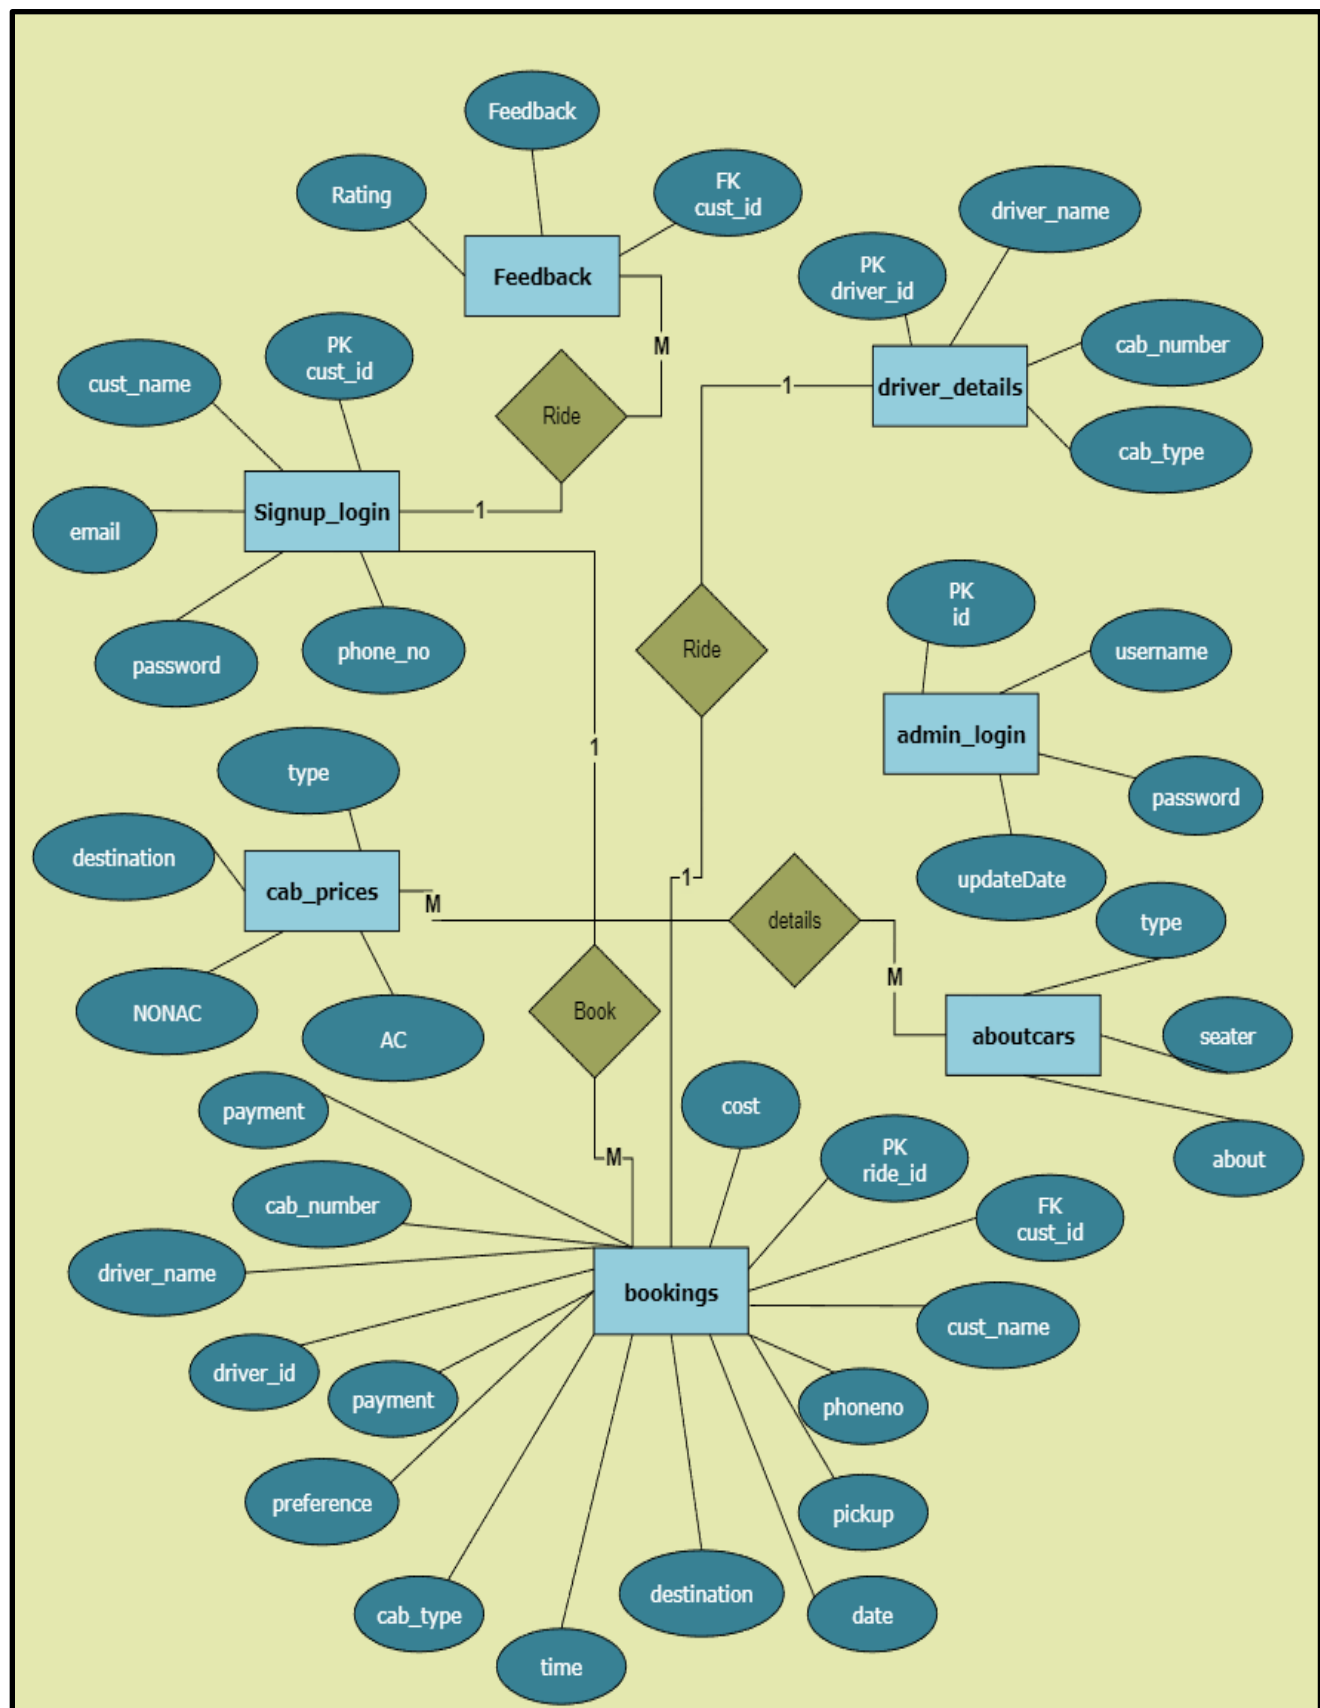 Feedback
Rating
FK
cust_id
Feedback
driver_name
PK
driver_id
cab_number
driver_details
cab_type
M
1
Ride
PK
cust_id
cust_name
Signup_login
1
email
password
phone_no
PK
id
username
Ride
admin_login
password
updateDate
1
type
destination
cab_prices
NONAC
AC
M
1
details
M
type
seater
aboutcars
about
Book
M
payment
cost
PK
ride_id
cab_number
FK
cust_id
driver_name
bookings
cust_name
driver_id
payment
phoneno
preference
pickup
cab_type
time
destination
date